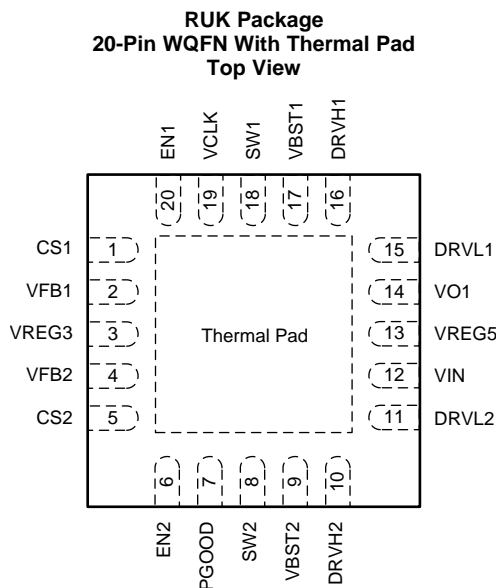 RUK Package
20-Pin WQFN With Thermal Pad
Top View
EN1
VCLK
SW1
VBST1
DRVH1
20
19
18
17
16
CS1
1
15
DRVL1
VFB1
2
14
VO1
VREG3
3
Thermal Pad
13
VREG5
VFB2
4
12
VIN
CS2
5
11
DRVL2
6
7
8
9
10
EN2
PGOOD
SW2
VBST2
DRVH2